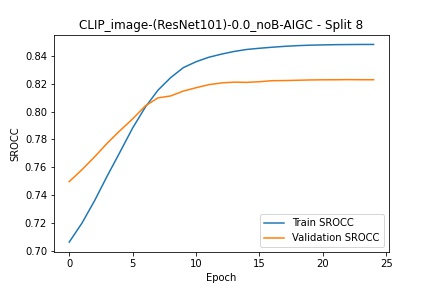 CLIP_image-(ResNet101)-0.0_noB-AIGC - Split 8
0.84
0.82
0.80
0.78
0.76
0.74
0.72
0.70
SROCC
0 5 10 15 20 25
Epoch
Train SROCC
Validation SROCC